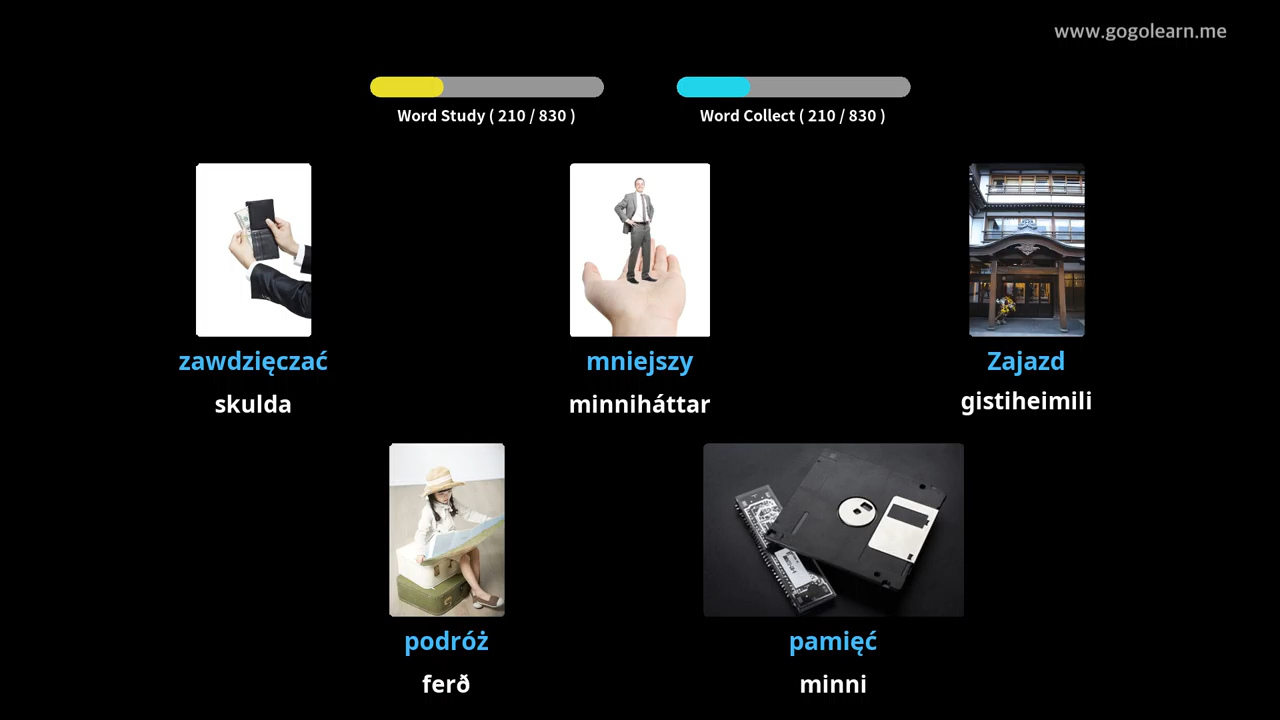 www.gogolearn.me
Word Study ( 210 / 830 )
Word Collect ( 210 / 830 )
zawdzięczać
skulda
mniejszy
minniháttar
Zajazd
gistiheimili
podróż
ferð
pamięć
minni